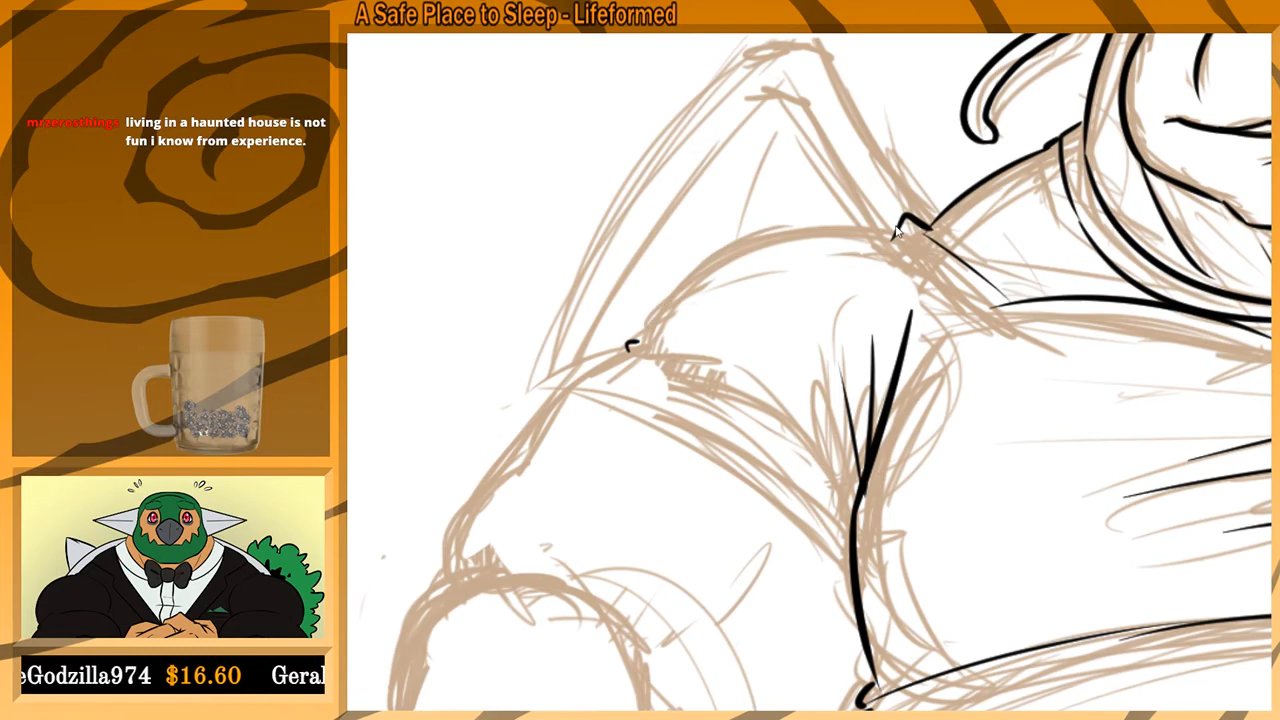 A Safe Place to Sleep - Lifeformed
mrzerosthings living in a haunted house is not
fun i know from experience.
eGodzilla974 $16.60 Geral